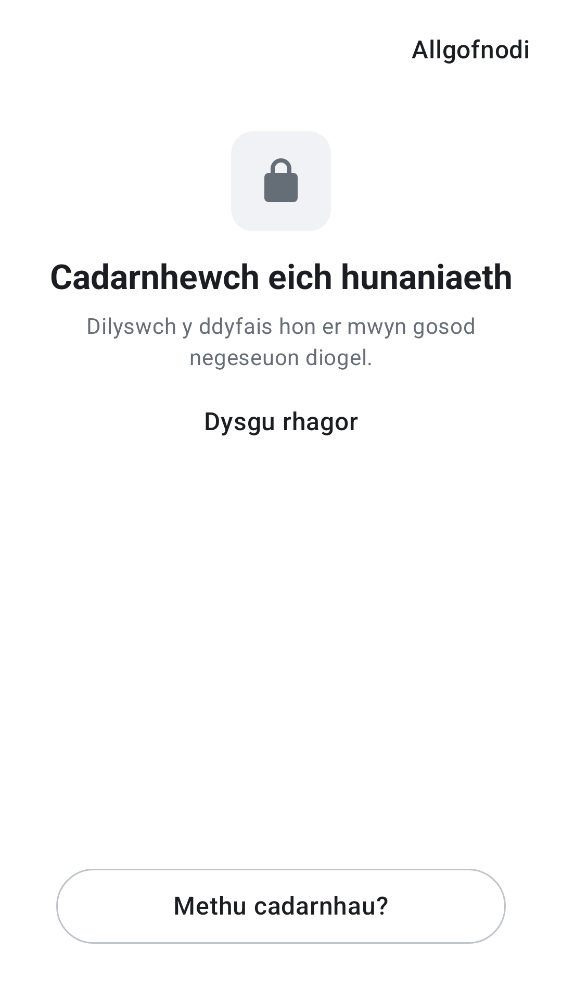 Allgofnodi
Cadarnhewch eich hunaniaeth
Dilyswch y ddyfais hon er mwyn gosod
negeseuon diogel.
Dysgu rhagor
Methu cadarnhau?